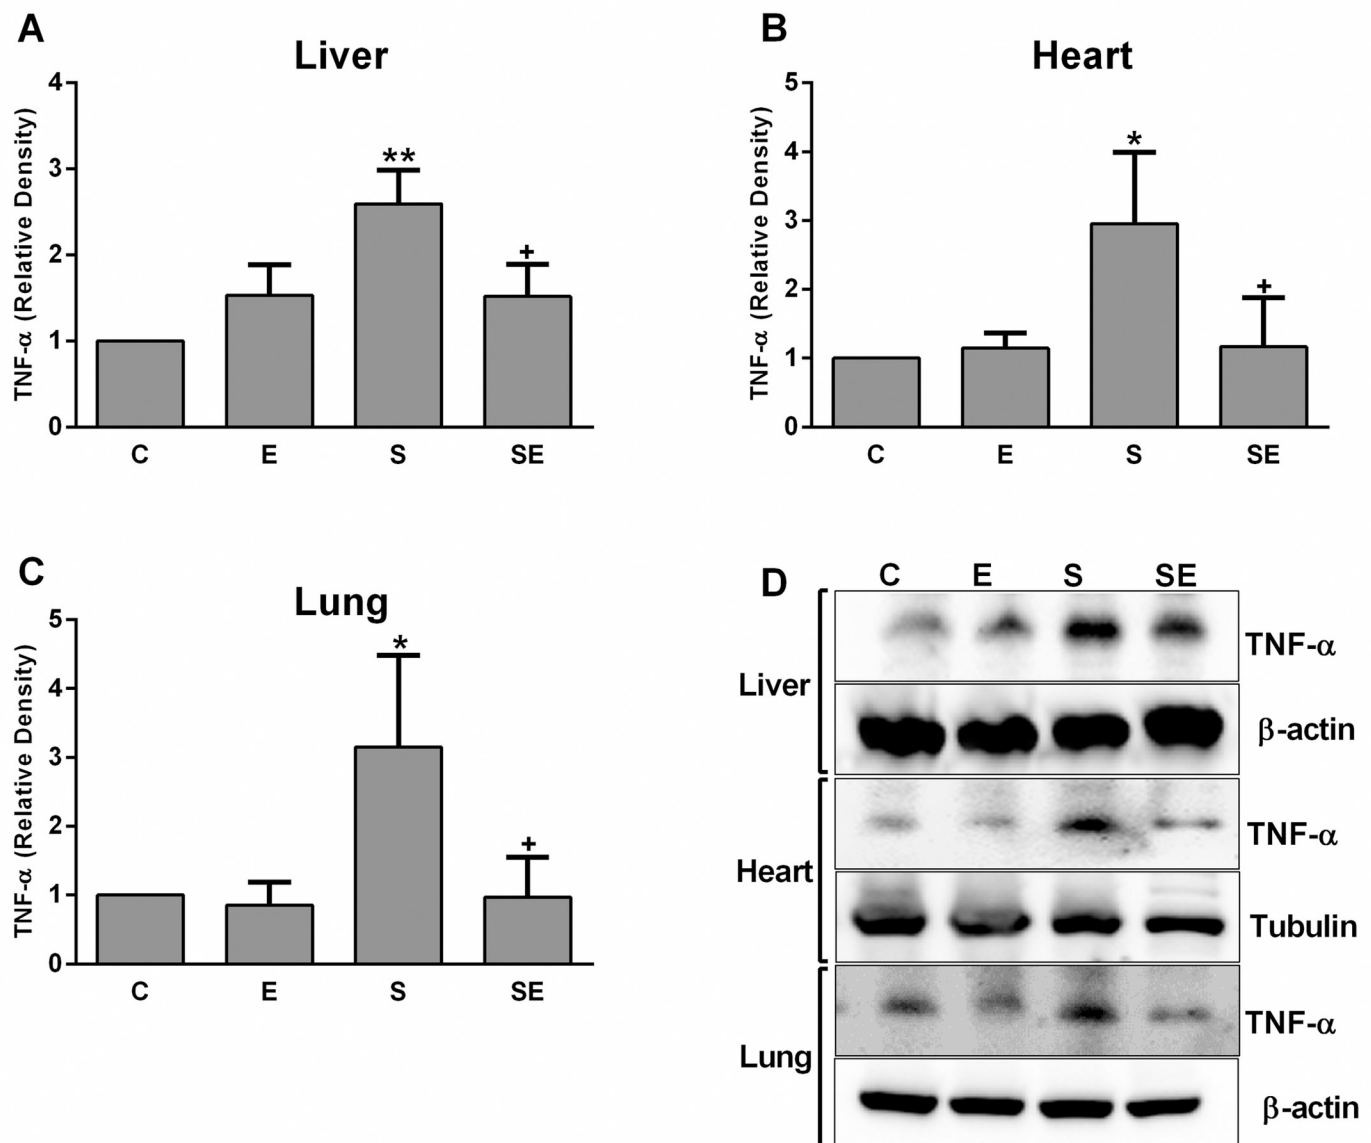 A
Liver
TNF-α (Relative Density)
4
3
2
1
0
**
+
C E S SE
B
Heart
TNF-α (Relative Density)
5
4
3
2
1
0
*
+
C E S SE
C
Lung
TNF-α (Relative Density)
5
4
3
2
1
0
*
+
C E S SE
D
C E S SE
Liver
TNF-α
β-actin
Heart
TNF-α
Tubulin
Lung
TNF-α
β-actin